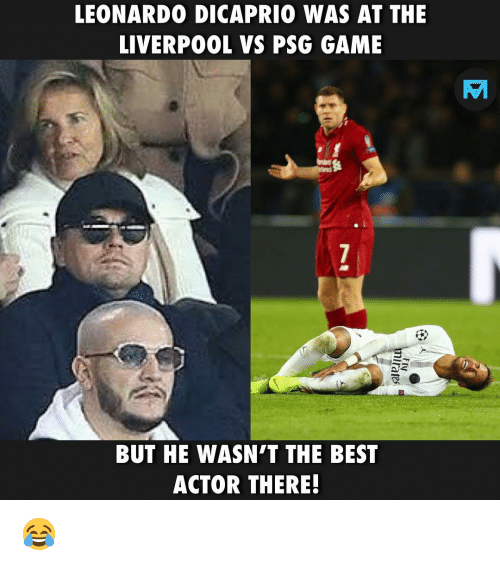 LEONARDO DICAPRIO WAS AT THE
LIVERPOOL VS PSG GAME
7
Fly
Emirates
BUT HE WASN'T THE BEST
ACTOR THERE!